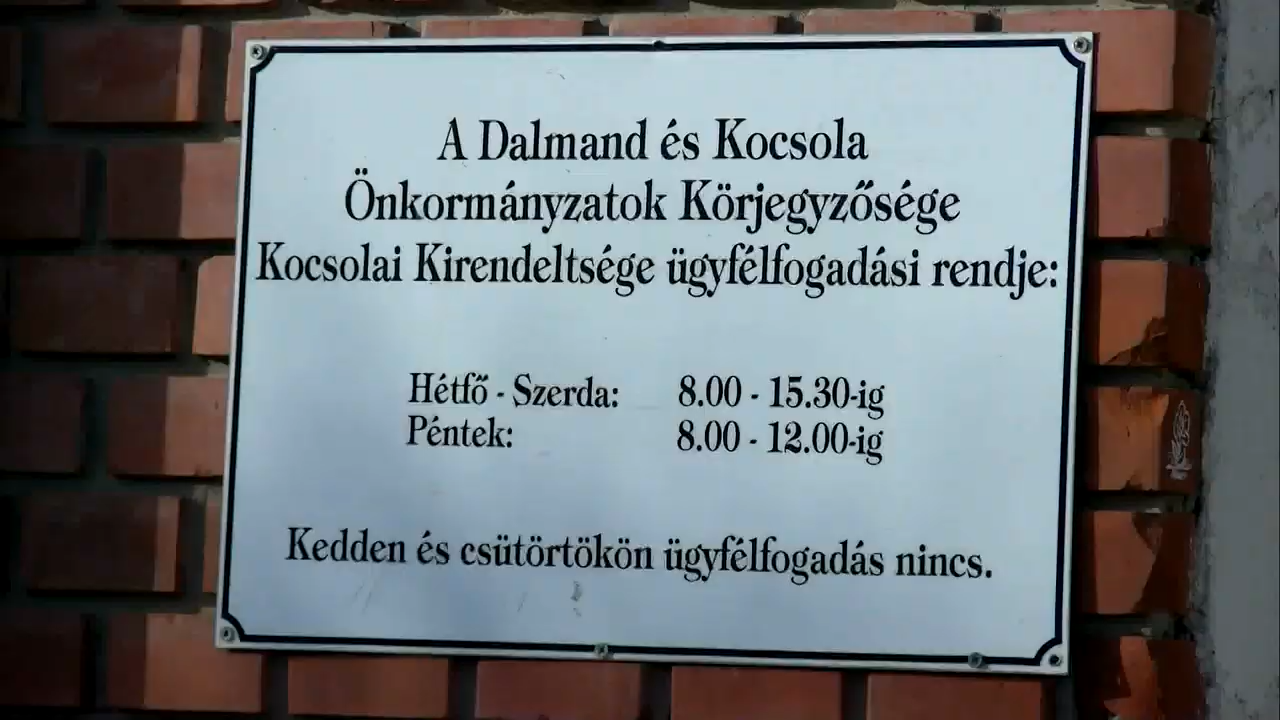 A Dalmand és Kocsola
Önkormányzatok Körjegyzősége
Kocsolai Kirendeltsége ügyfélfogadási rendje:
Hétfő - Szerda: 8.00 - 15.30-ig
Péntek: 8.00 - 12.00-ig
Kedden és csütörtökön ügyfélfogadás nincs.